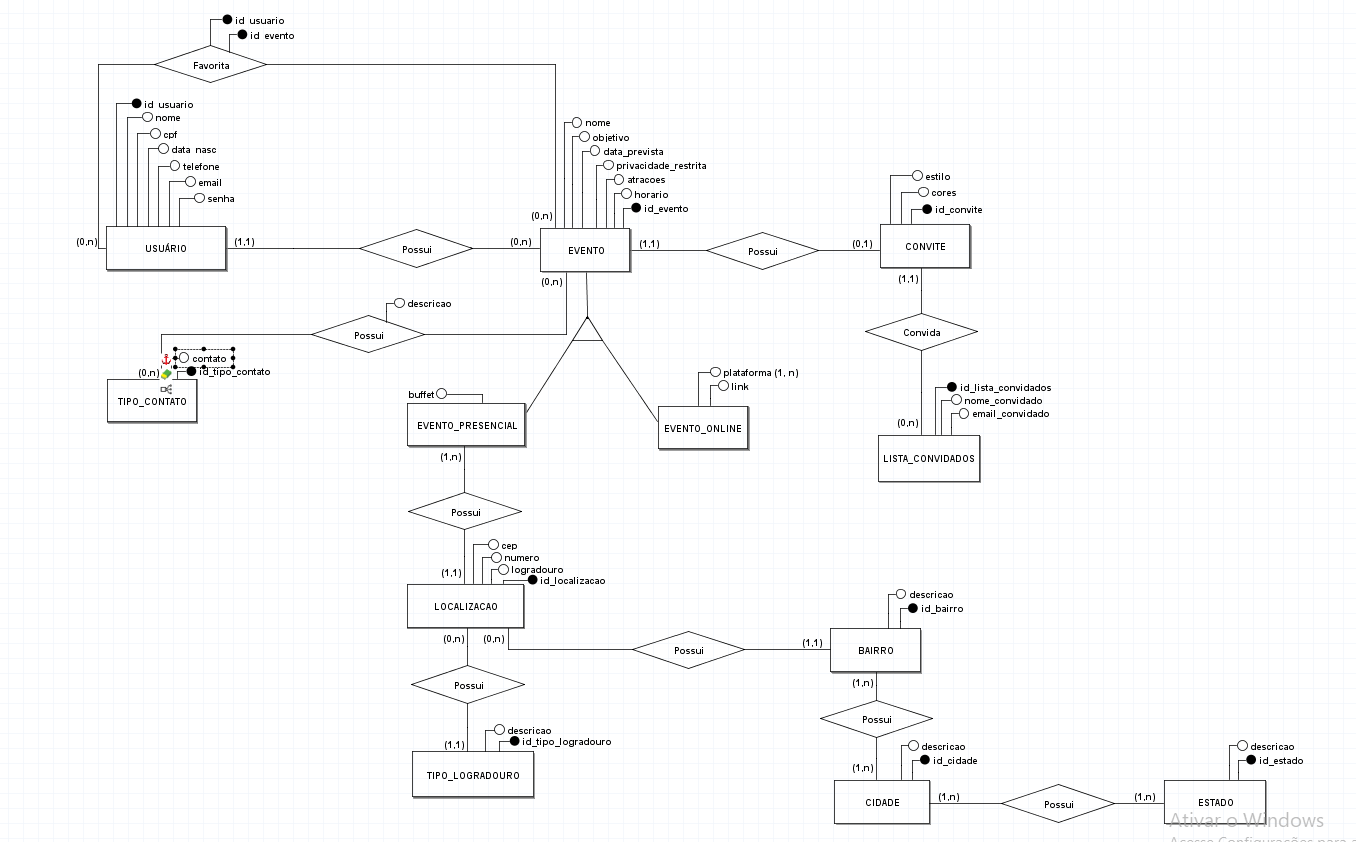 id_usuario
id_evento
Favorita
id_usuario
nome
cpf
data_nasc
telefone
email
senha
nome
objetivo
data_prevista
privacidade_restrita
atracoes
horario
id_evento
estilo
cores
id_convite
(0,n)
(0,n)
USUÁRIO
(1,1)
Possui
(0,n)
EVENTO
(1,1)
Possui
(0,1)
CONVITE
(0,n)
(1,1)
descricao
Possui
Convida
contato
id_tipo_contato
(0,n)
TIPO_CONTATO
plataforma (1, n)
link
buffet
EVENTO_PRESENCIAL
EVENTO_ONLINE
id_lista_convidados
nome_convidado
email_convidado
(0,n)
LISTA_CONVIDADOS
(1,n)
Possui
cep
numero
logradouro
id_localizacao
(1,1)
LOCALIZACAO
(0,n)
(0,n)
Possui
(1,1)
descricao
id_bairro
BAIRRO
Possui
(1,n)
Possui
descricao
id_tipo_logradouro
(1,1)
TIPO_LOGRADOURO
(1,n)
descricao
id_cidade
CIDADE
(1,n)
Possui
(1,n)
descricao
id_estado
ESTADO
Ativar o Windows
Acesse Configurações para